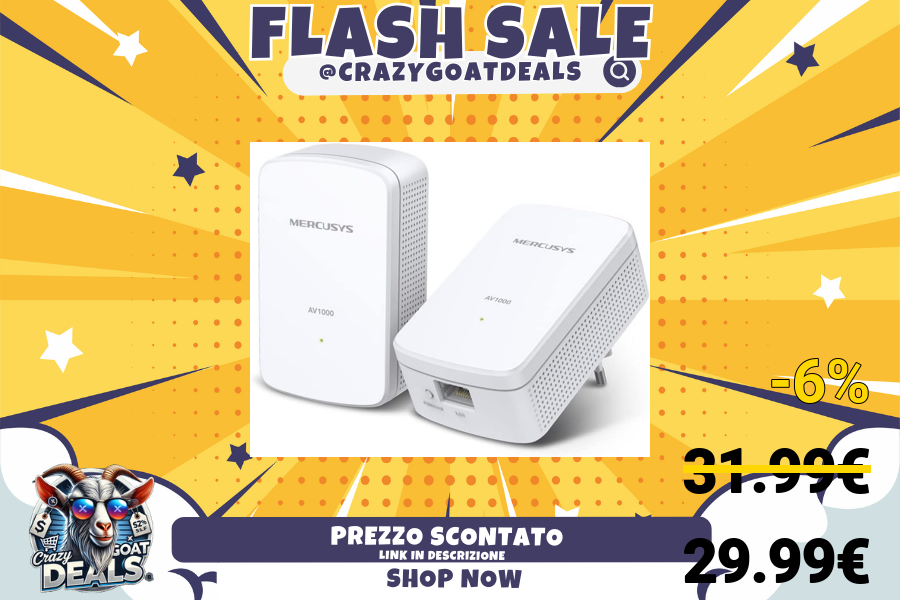 FLASH SALE
@CRAZYGOATDEALS
MERCUSYS
AV1000
MERCUSYS
AV1000
-6%
31.99€
29.99€
PREZZO SCONTATO
LINK IN DESCRIZIONE
SHOP NOW
$
Crazy
GOAT
DEALS